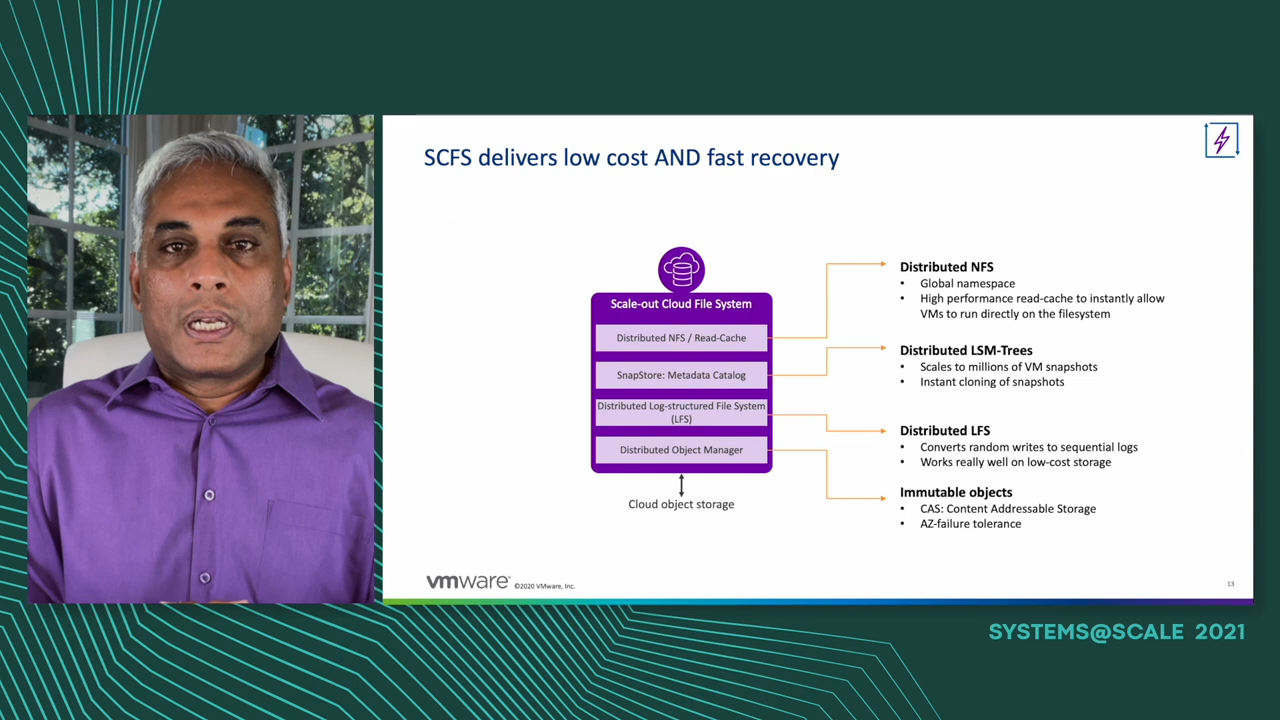 SCFS delivers low cost AND fast recovery
Scale-out Cloud File System
Distributed NFS / Read-Cache
SnapStore: Metadata Catalog
Distributed Log-structured File System
(LFS)
Distributed Object Manager
Cloud object storage
Distributed NFS
• Global namespace
• High performance read-cache to instantly allow
VMs to run directly on the filesystem
Distributed LSM-Trees
• Scales to millions of VM snapshots
• Instant cloning of snapshots
Distributed LFS
• Converts random writes to sequential logs
• Works really well on low-cost storage
Immutable objects
• CAS: Content Addressable Storage
• AZ-failure tolerance
vmware® ©2020 VMware, Inc.
13
SYSTEMS@SCALE 2021